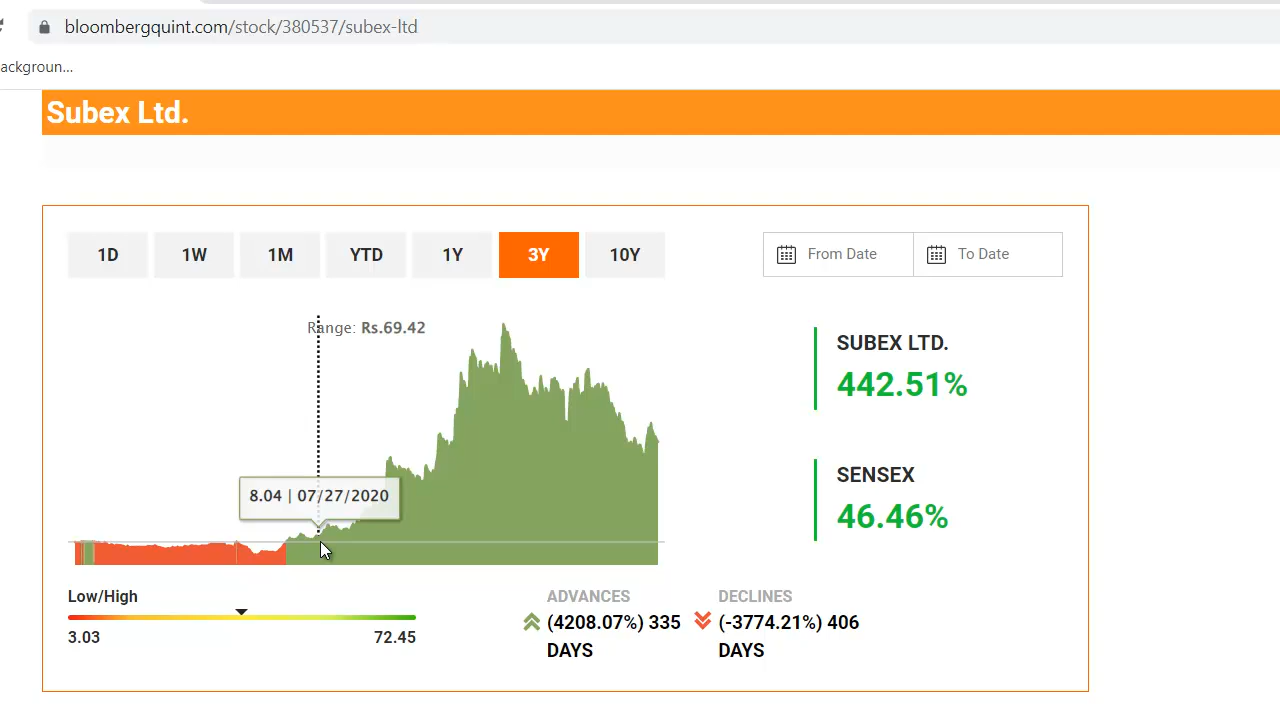 bloombergquint.com/stock/380537/subex-ltd
ackgroun...
Subex Ltd.
1D 1W 1M YTD 1Y 3Y 10Y From Date To Date
Range: Rs.69.42
8.04 | 07/27/2020
SUBEX LTD.
442.51%
SENSEX
46.46%
Low/High
3.03 72.45
ADVANCES
(4208.07%) 335
DAYS
DECLINES
(-3774.21%) 406
DAYS